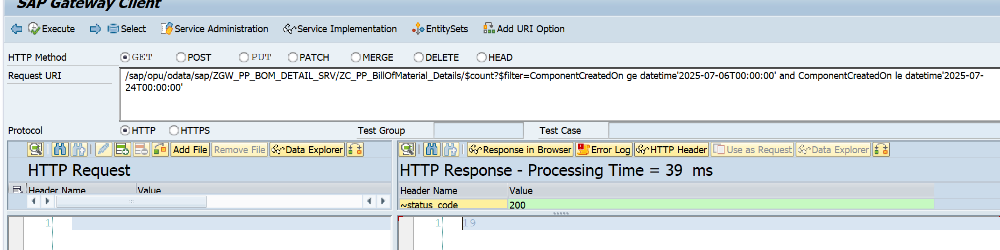 SAP Gateway Client
Execute Select Service Administration Service Implementation EntitySets Add URI Option
HTTP Method GET POST PUT PATCH MERGE DELETE HEAD
Request URI /sap/opu/odata/sap/ZGW_PP_BOM_DETAIL_SRV/ZC_PP_BillOfMaterial_Details/$count?$filter=ComponentCreatedOn ge datetime'2025-07-06T00:00:00' and ComponentCreatedOn le datetime'2025-07-
24T00:00:00'
Protocol HTTP HTTPS Test Group Test Case
Add File Remove File Data Explorer Response in Browser Error Log HTTP Header Use as Request Data Explorer
HTTP Request HTTP Response - Processing Time = 39 ms
Header Name Value Header Name Value
~status_code 200
1 1 19